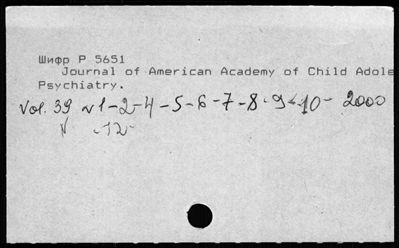 Шифр Р 5651
Journal of American Academy of Child Adole
Psychiatry.
Vol. 39 N 1-2-4-5-6-7-8-9-10- 2000
N -12-